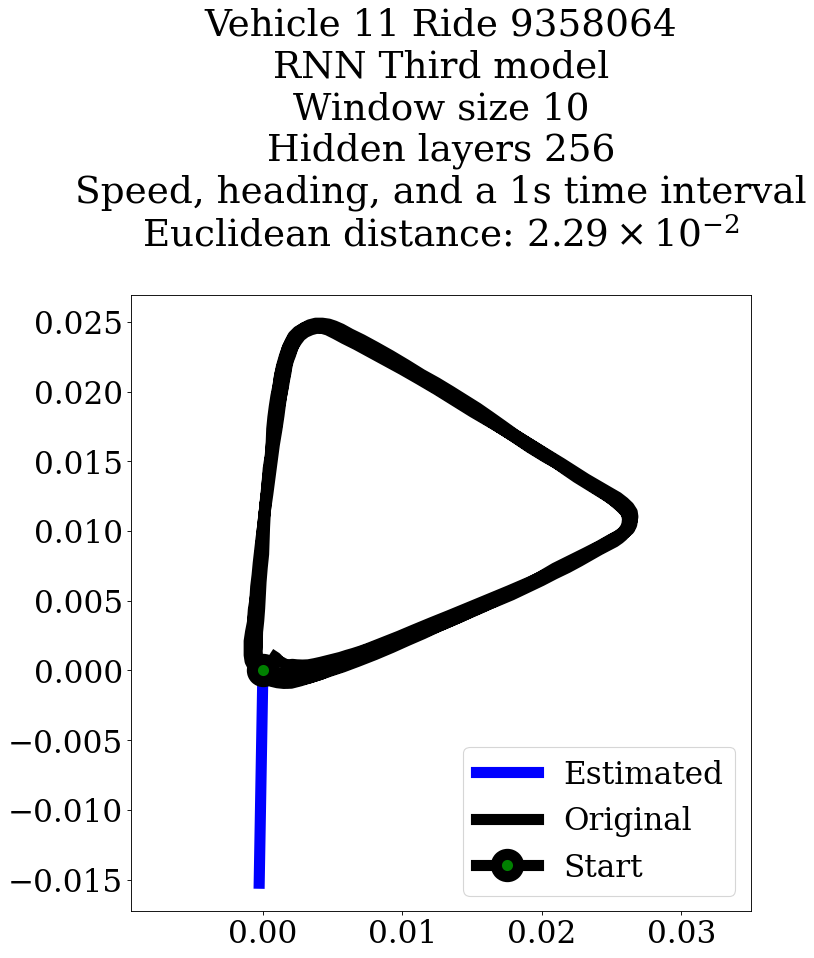 Vehicle 11 Ride 9358064
RNN Third model
Window size 10
Hidden layers 256
Speed, heading, and a 1s time interval
Euclidean distance: 2.29 × 10⁻²
0.025
0.020
0.015
0.010
0.005
0.000
−0.005
−0.010
−0.015
Estimated
Original
Start
0.00 0.01 0.02 0.03